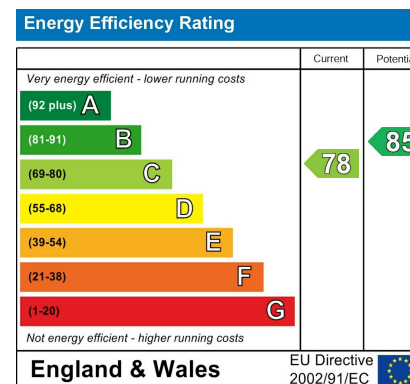 Energy Efficiency Rating
Current Potentia
Very energy efficient - lower running costs
(92 plus) A
(81-91) B
(69-80) C
(55-68) D
(39-54) E
(21-38) F
(1-20) G
78
85
Not energy efficient - higher running costs
England & Wales
EU Directive
2002/91/EC